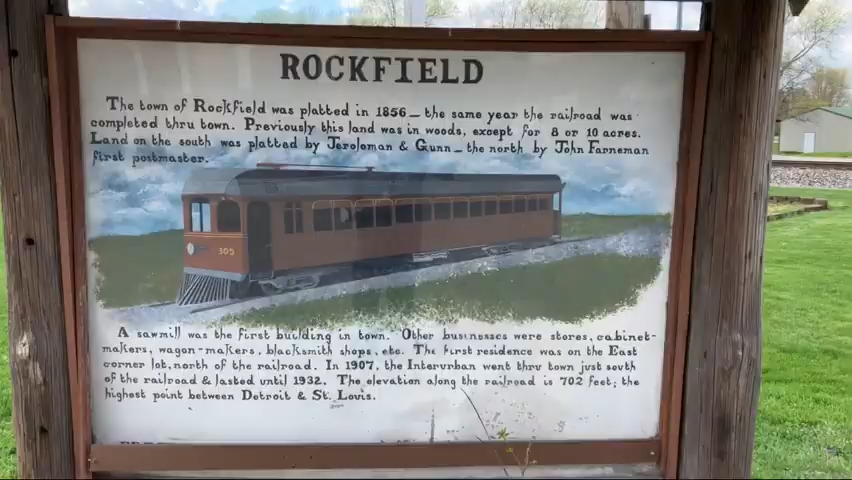 ROCKFIELD
The town of Rockfield was platted in 1856 — the same year the railroad was
completed thru town. Previously this land was in woods, except for 8 or 10 acres.
Land on the south was platted by Jeroloman & Gunn — the north by John Farneman
first postmaster.
305
A sawmill was the first building in town. Other businesses were stores, cabinet-
makers, wagon-makers, blacksmith shops, etc. The first residence was on the East
corner lot, north of the railroad. In 1907, the Interurban went thru town just south
of the railroad & lasted until 1932. The elevation along the railroad is 702 feet; the
highest point between Detroit & St. Louis.